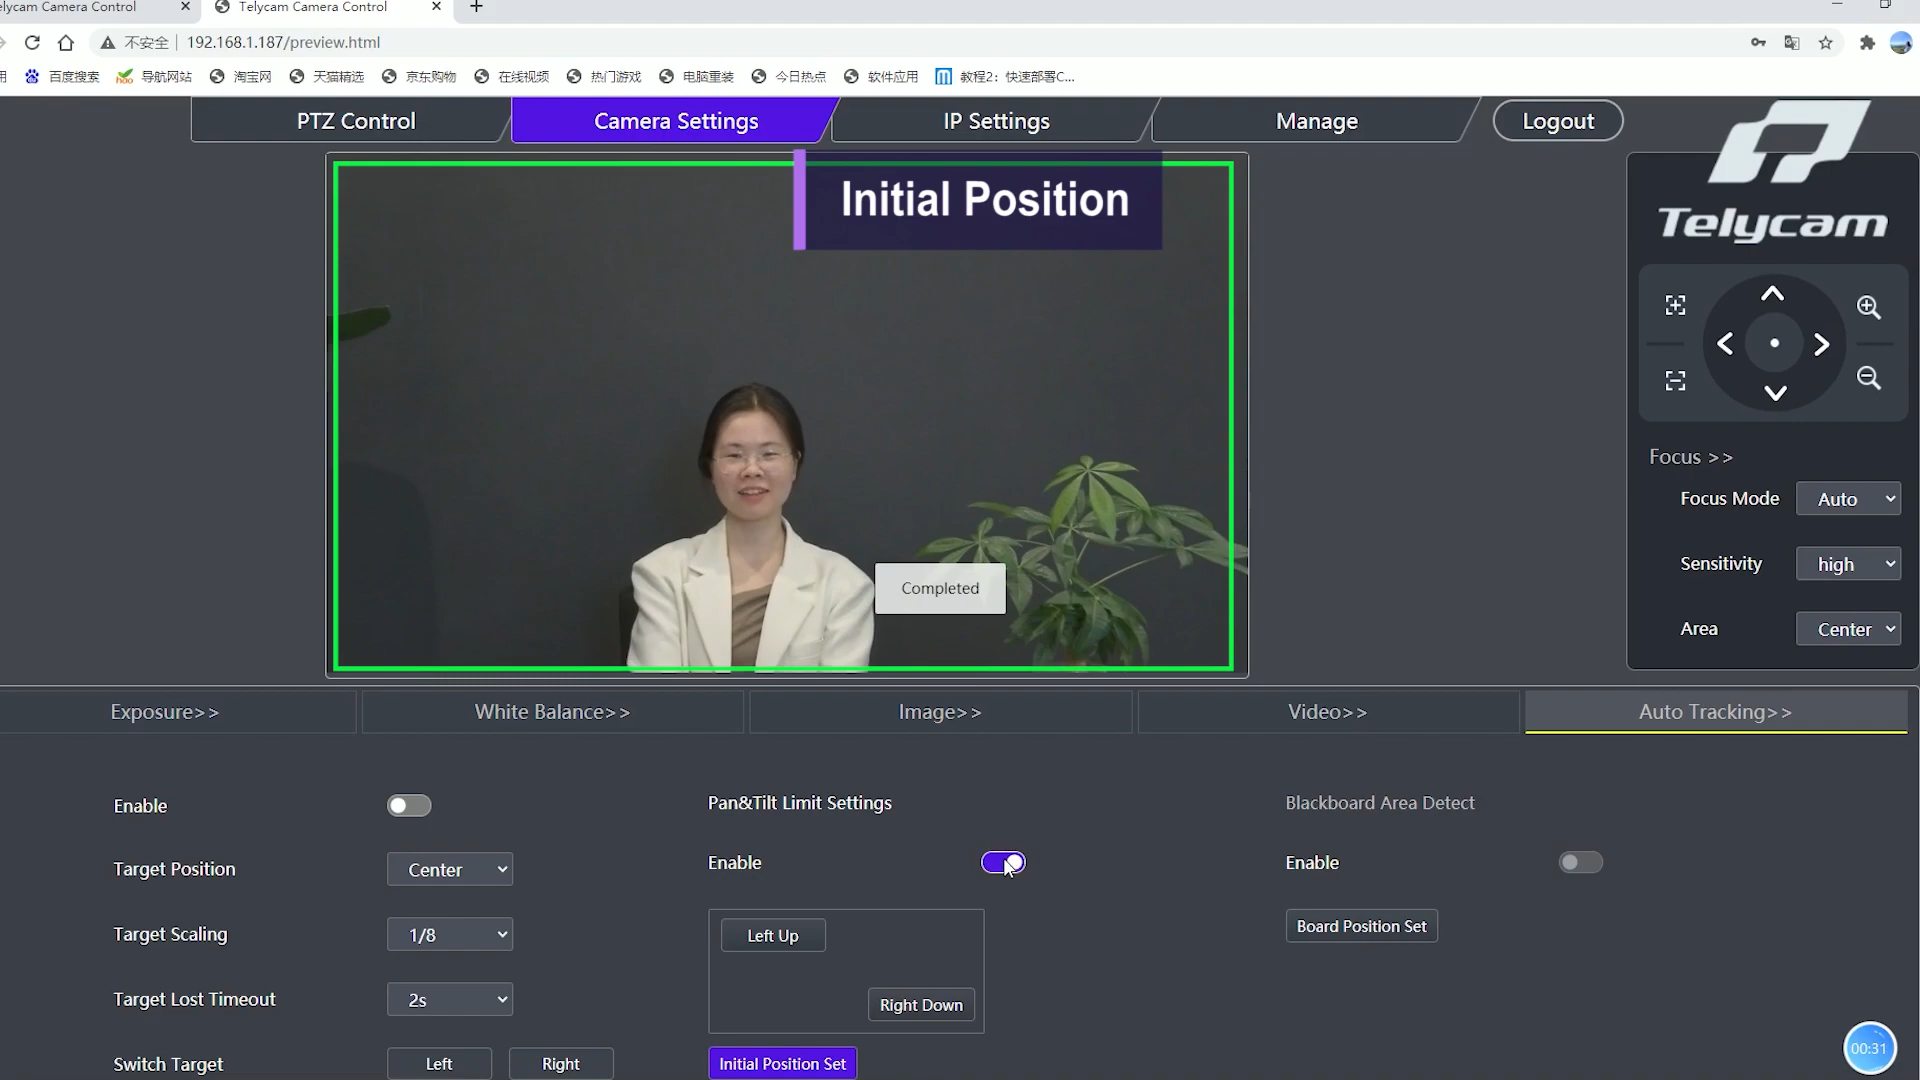 elycam Camera Control
Telycam Camera Control
不安全
192.168.1.187/preview.html
用
百度搜索
hao
导航网站
淘宝网
天猫精选
京东购物
在线视频
热门游戏
电脑重装
今日热点
软件应用
教程2：快速部署C...
PTZ Control
Camera Settings
IP Settings
Manage
Logout
Telycam
Initial Position
Completed
Focus >>
Focus Mode
Auto
Sensitivity
high
Area
Center
Exposure>>
White Balance>>
Image>>
Video>>
Auto Tracking>>
Enable
Pan&Tilt Limit Settings
Blackboard Area Detect
Target Position
Center
Enable
Enable
Target Scaling
1/8
Left Up
Board Position Set
Target Lost Timeout
2s
Right Down
Switch Target
Left
Right
Initial Position Set
00:31